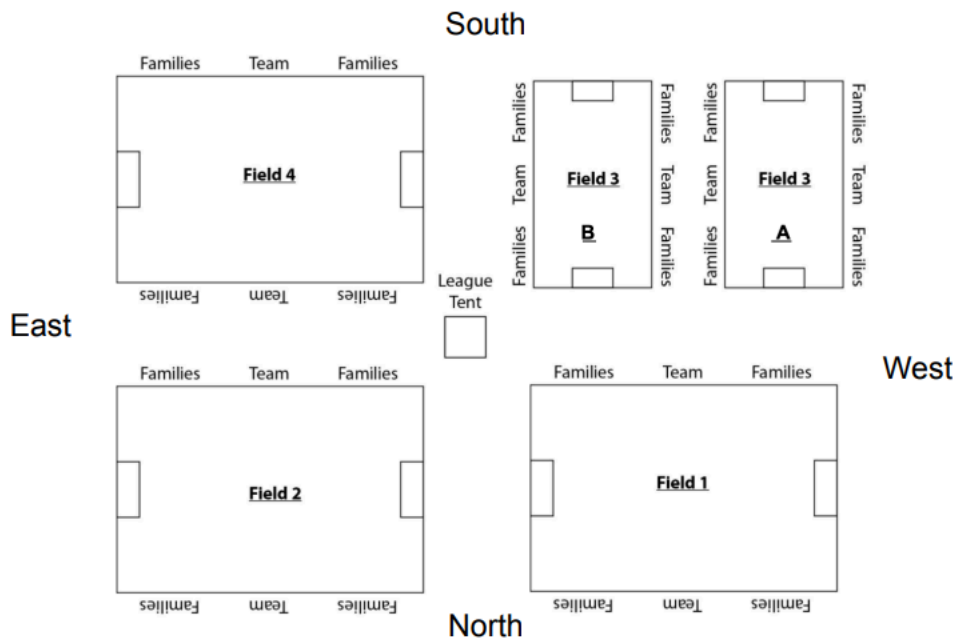 South
Families Team Families
Field 4
Families Team Families
Families Team Families
Field 3
B
Families Team Families
Families Team Families
Field 3
A
Families Team Families
League
Tent
East
West
Families Team Families
Field 2
Families Team Families
Families Team Families
Field 1
Families Team Families
North